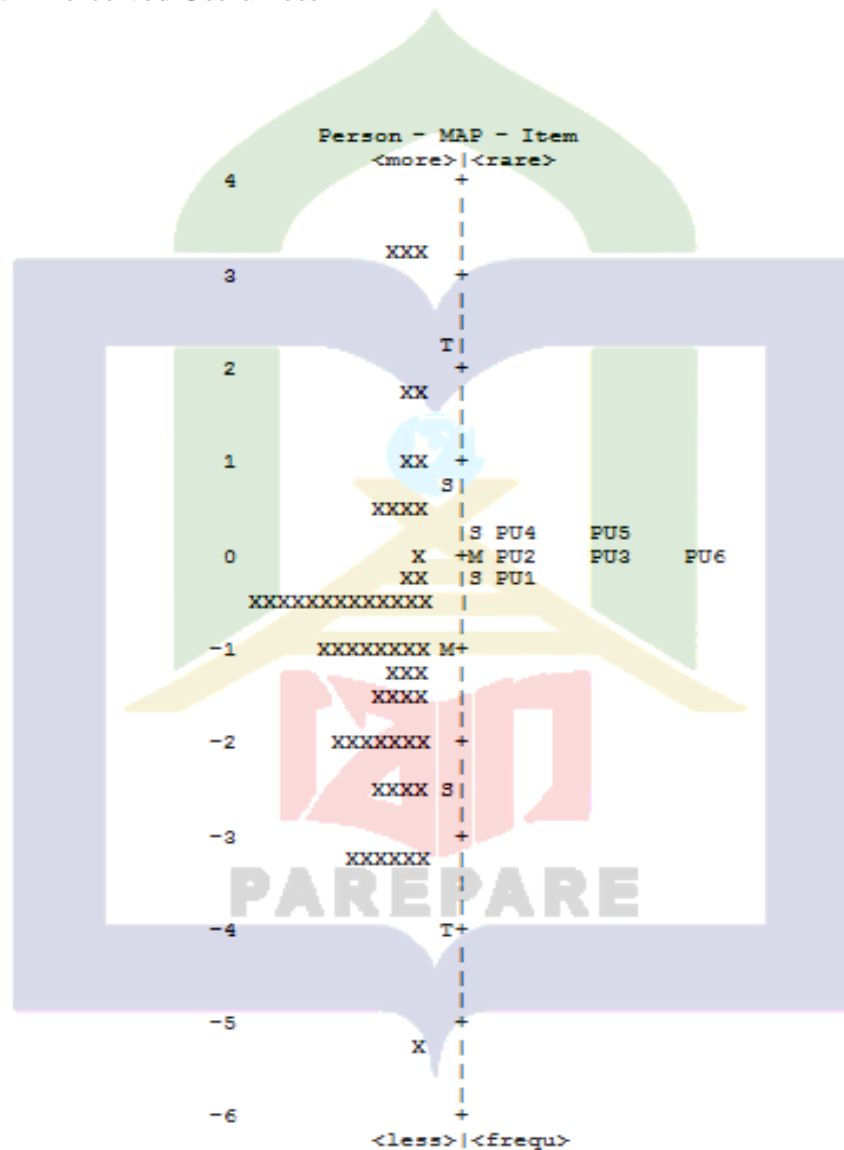 Person - MAP - Item
<more>|<rare>
4 +
|
|
XXX |
3 +
|
|
T|
2 +
XX |
|
|
1 XX +
S|
XXXX |
|S PU4 PU5
0 X +M PU2 PU3 PU6
XX |S PU1
XXXXXXXXXXXXX |
|
-1 XXXXXXXX M+
XXX |
XXXX |
|
-2 XXXXXXX +
|
XXXX S|
|
-3 +
XXXXXX |
|
|
-4 T+
|
|
|
-5 +
X |
|
|
-6 +
<less>|<frequ>
PAREPARE